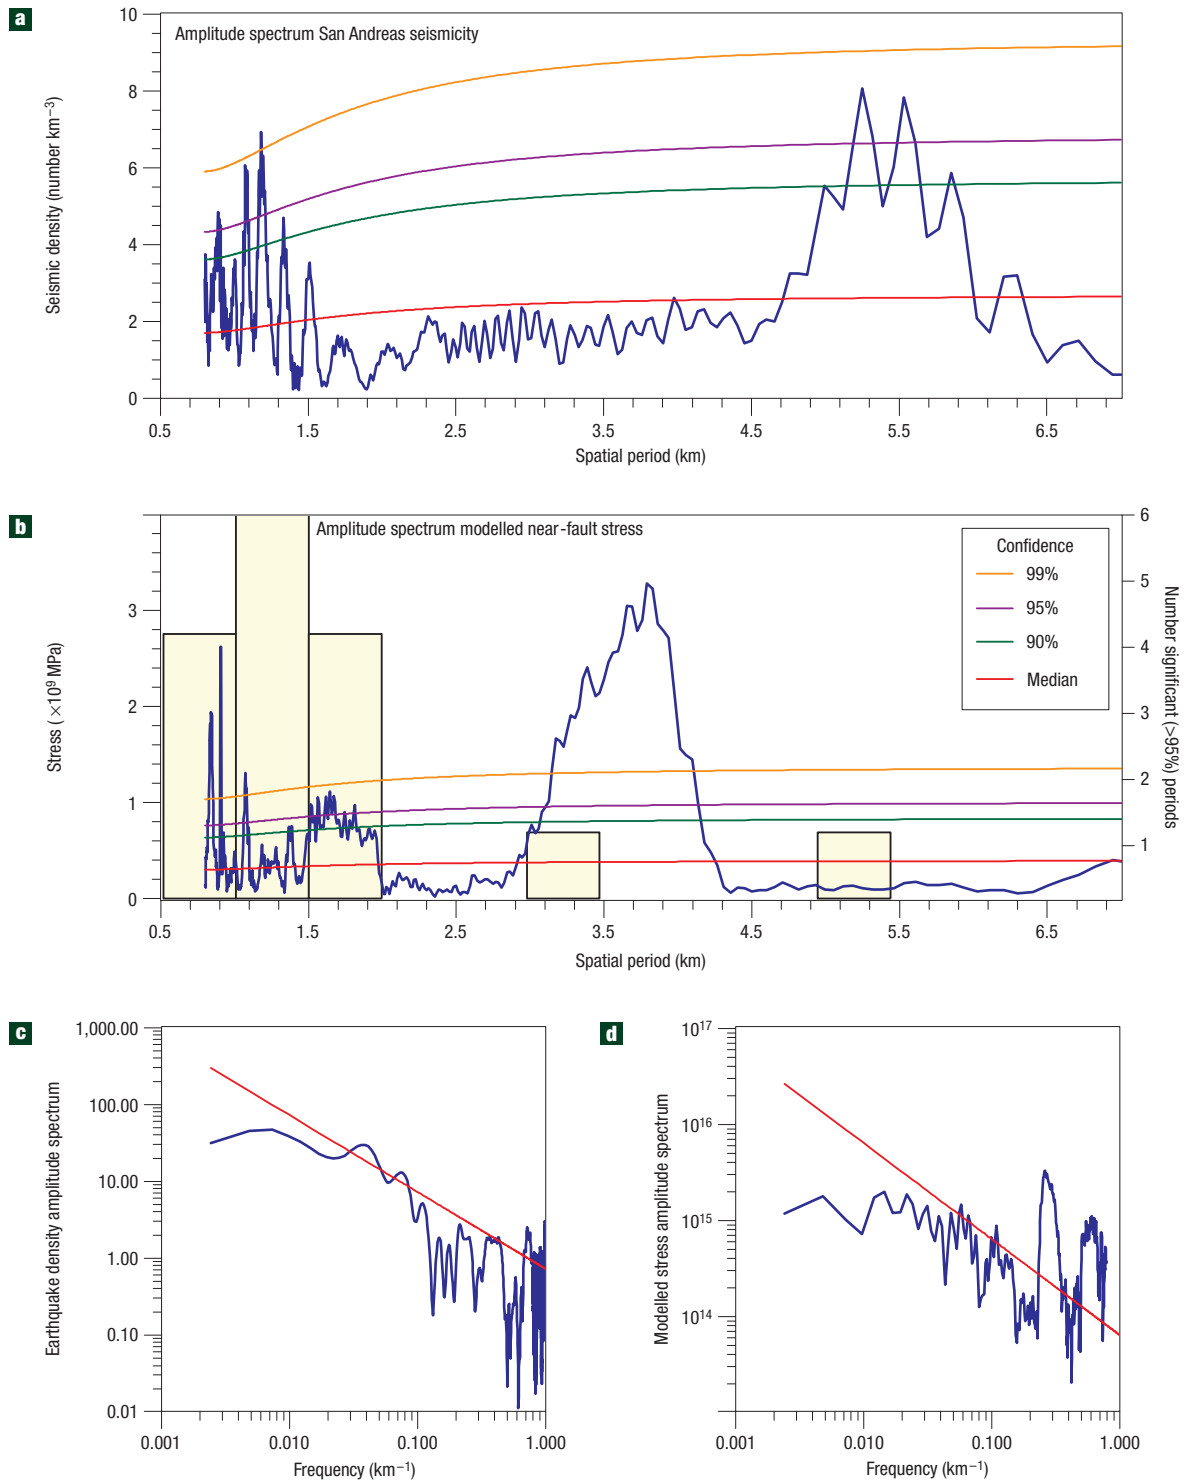 a
Amplitude spectrum San Andreas seismicity
Seismic density (number km−3)
10
8
6
4
2
0
0.5 1.5 2.5 3.5 4.5 5.5 6.5
Spatial period (km)
b
Amplitude spectrum modelled near-fault stress
Stress (×10⁹ MPa)
3
2
1
0
0.5 1.5 2.5 3.5 4.5 5.5 6.5
Spatial period (km)
6
5
4
3
2
1
Number significant (>95%) periods
Confidence
99%
95%
90%
Median
c
Earthquake density amplitude spectrum
1,000.00
100.00
10.00
1.00
0.10
0.01
0.001 0.010 0.100 1.000
Frequency (km−1)
d
Modelled stress amplitude spectrum
10¹⁷
10¹⁶
10¹⁵
10¹⁴
0.001 0.010 0.100 1.000
Frequency (km−1)